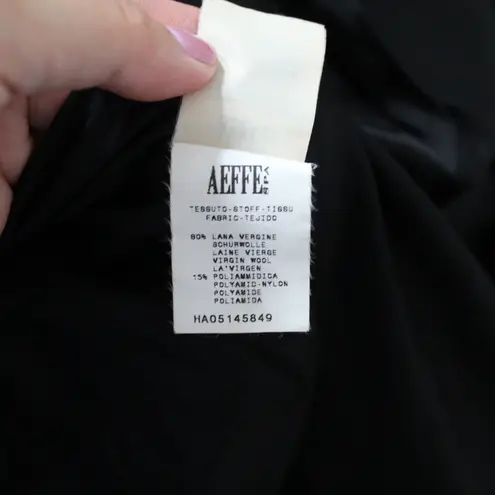 AEFFE SPA
TESSUTO-STOFF-TISSU
FABRIC-TEJIDO
80% LANA VERGINE
SCHURWOLLE
LAINE VIERGE
VIRGIN WOOL
LA'VIRGEN
15% POLIAMMIDICA
POLYAMID-NYLON
POLYAMIDE
POLIAMIDA
HA05145849